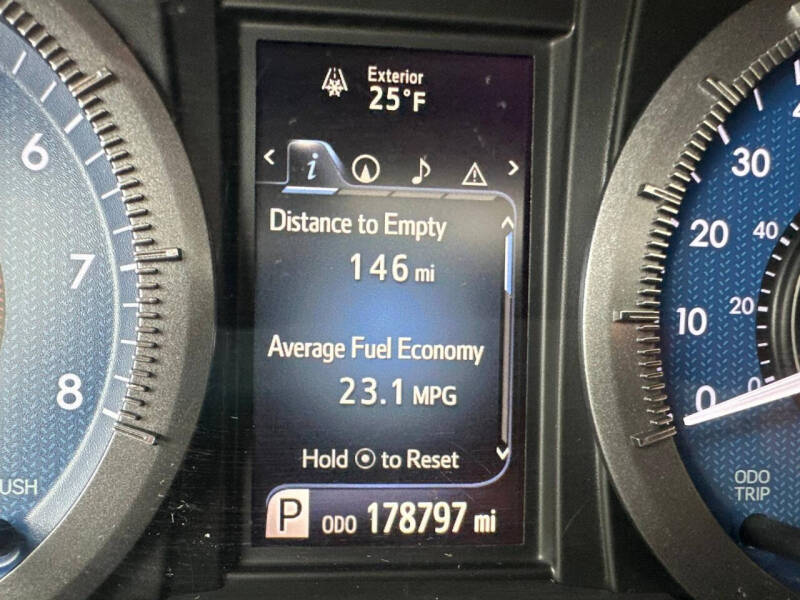 Exterior
25°F
i
Distance to Empty
146 mi
Average Fuel Economy
23.1 MPG
Hold ⊙ to Reset
P ODO 178797 mi
6
7
8
USH
30
20
10
0
40
20
0
ODO
TRIP